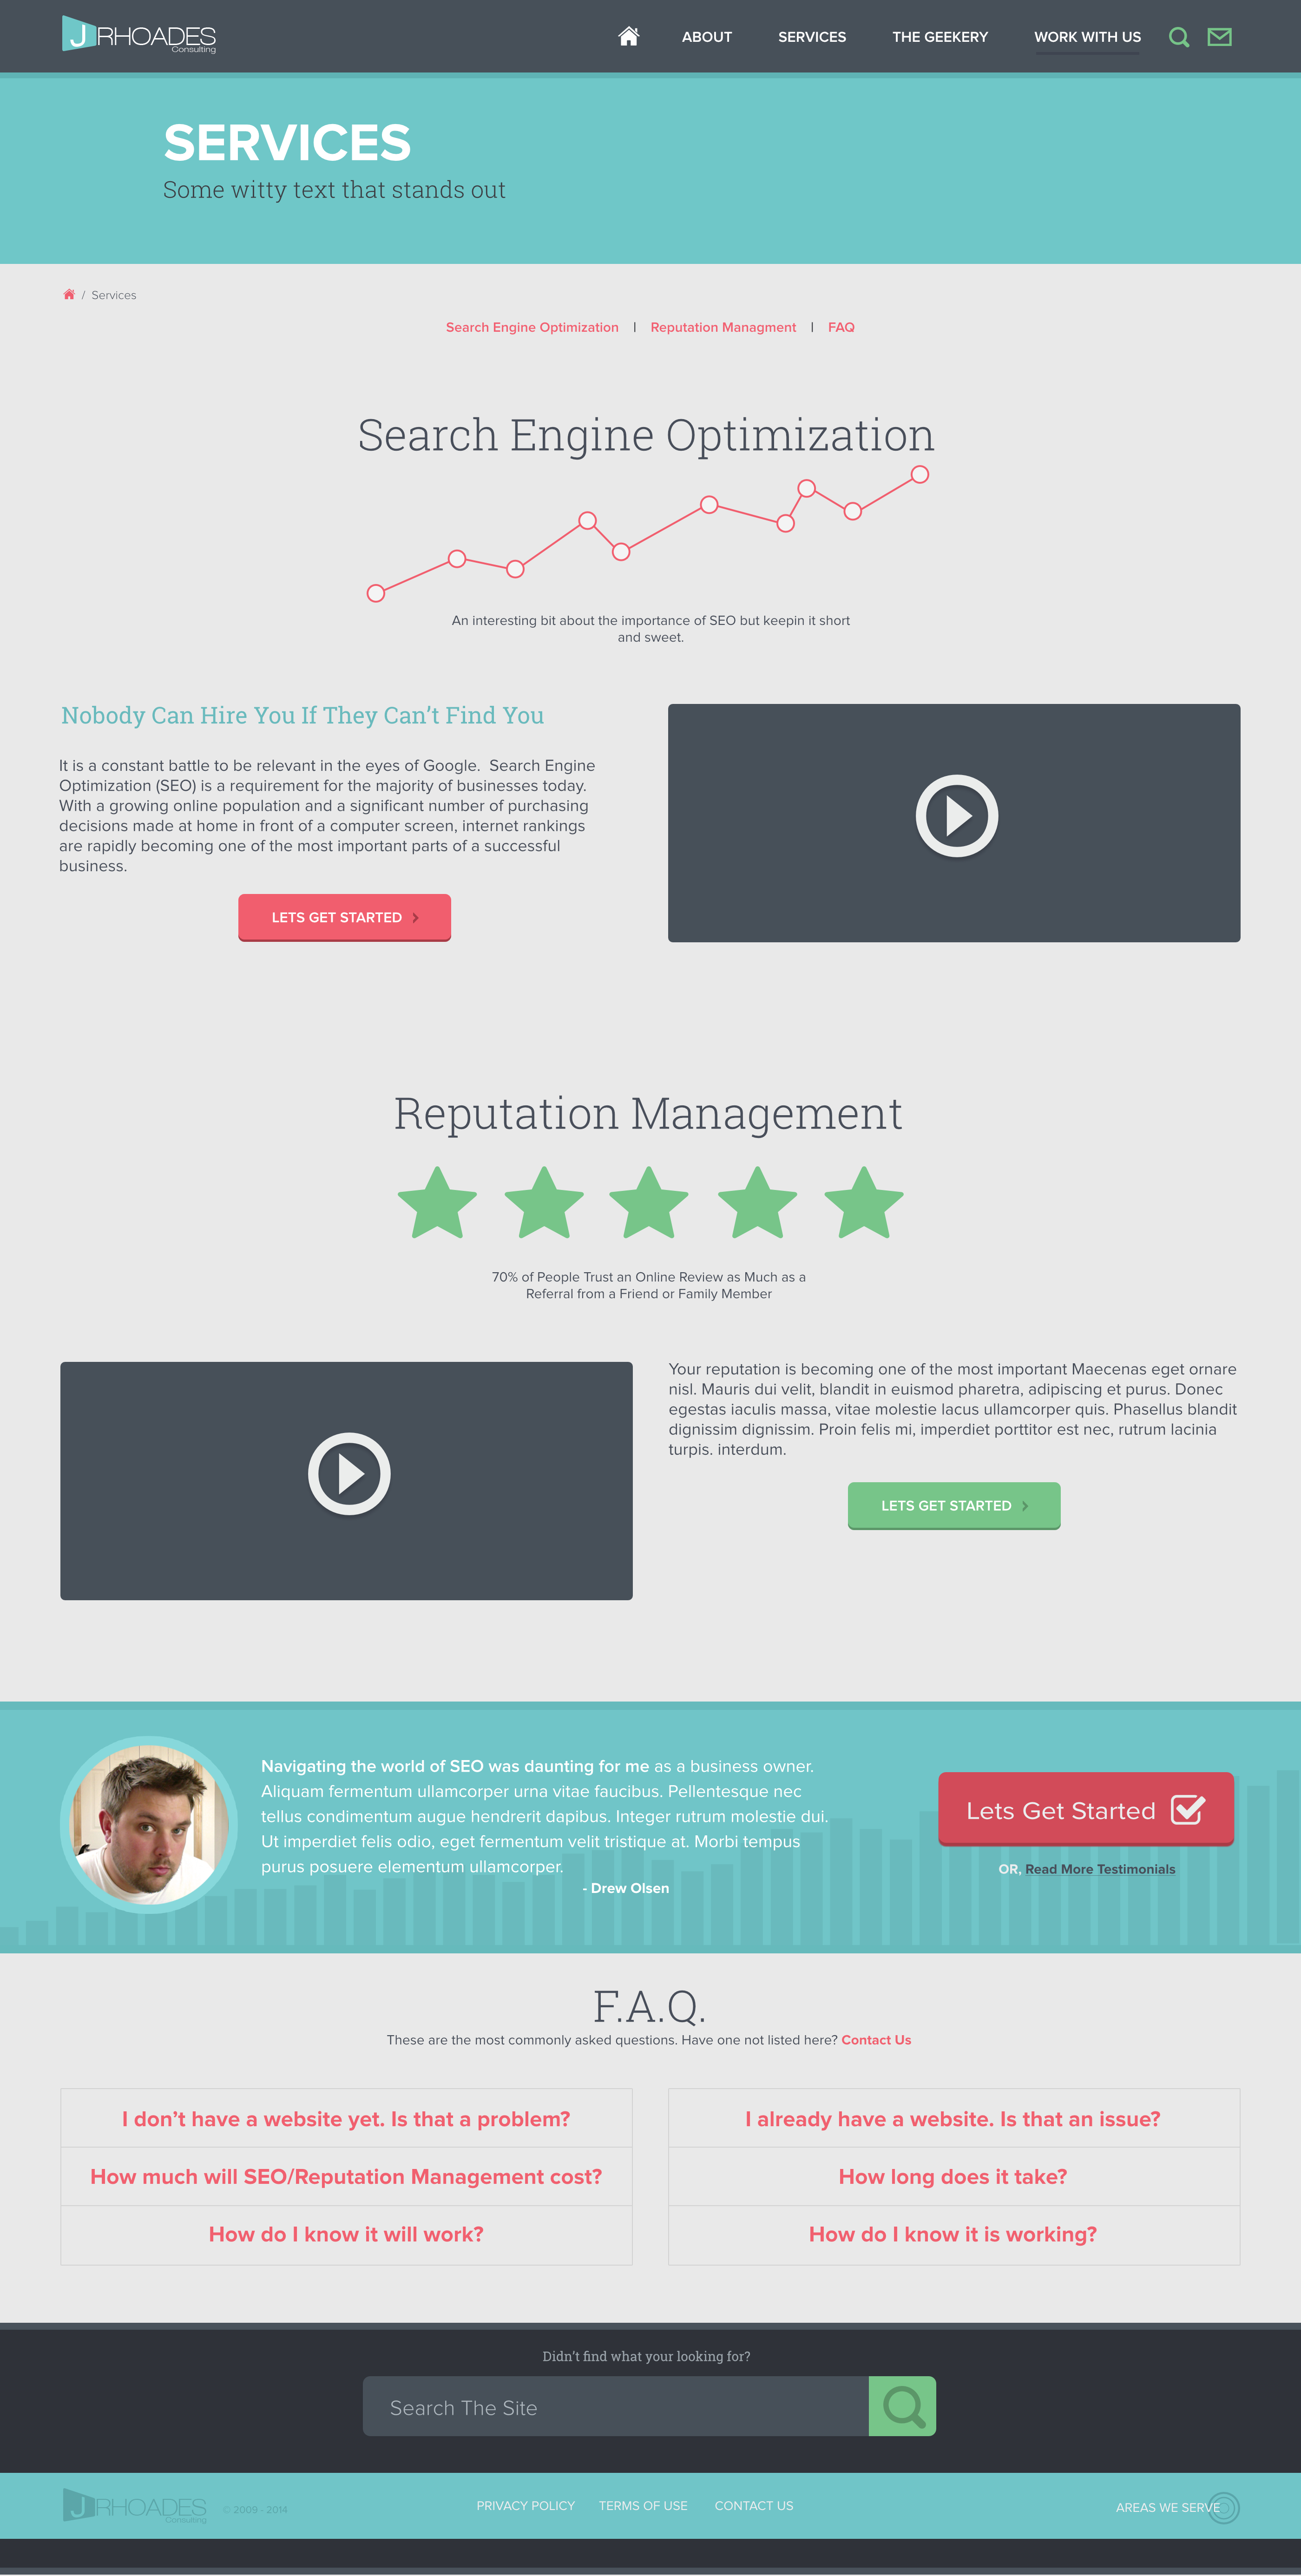 JRHOADES
Consulting
ABOUT
SERVICES
THE GEEKERY
WORK WITH US
SERVICES
Some witty text that stands out
/ Services
Search Engine Optimization | Reputation Managment | FAQ
Search Engine Optimization
An interesting bit about the importance of SEO but keepin it short
and sweet.
Nobody Can Hire You If They Can't Find You
It is a constant battle to be relevant in the eyes of Google. Search Engine
Optimization (SEO) is a requirement for the majority of businesses today.
With a growing online population and a significant number of purchasing
decisions made at home in front of a computer screen, internet rankings
are rapidly becoming one of the most important parts of a successful
business.
LETS GET STARTED
Reputation Management
70% of People Trust an Online Review as Much as a
Referral from a Friend or Family Member
Your reputation is becoming one of the most important Maecenas eget ornare
nisl. Mauris dui velit, blandit in euismod pharetra, adipiscing et purus. Donec
egestas iaculis massa, vitae molestie lacus ullamcorper quis. Phasellus blandit
dignissim dignissim. Proin felis mi, imperdiet porttitor est nec, rutrum lacinia
turpis. interdum.
LETS GET STARTED
Navigating the world of SEO was daunting for me as a business owner.
Aliquam fermentum ullamcorper urna vitae faucibus. Pellentesque nec
tellus condimentum augue hendrerit dapibus. Integer rutrum molestie dui.
Ut imperdiet felis odio, eget fermentum velit tristique at. Morbi tempus
purus posuere elementum ullamcorper.
- Drew Olsen
Lets Get Started
OR, Read More Testimonials
F.A.Q.
These are the most commonly asked questions. Have one not listed here? Contact Us
I don't have a website yet. Is that a problem?
How much will SEO/Reputation Management cost?
How do I know it will work?
I already have a website. Is that an issue?
How long does it take?
How do I know it is working?
Didn't find what your looking for?
Search The Site
JRHOADES
Consulting
© 2009 - 2014
PRIVACY POLICY
TERMS OF USE
CONTACT US
AREAS WE SERVE